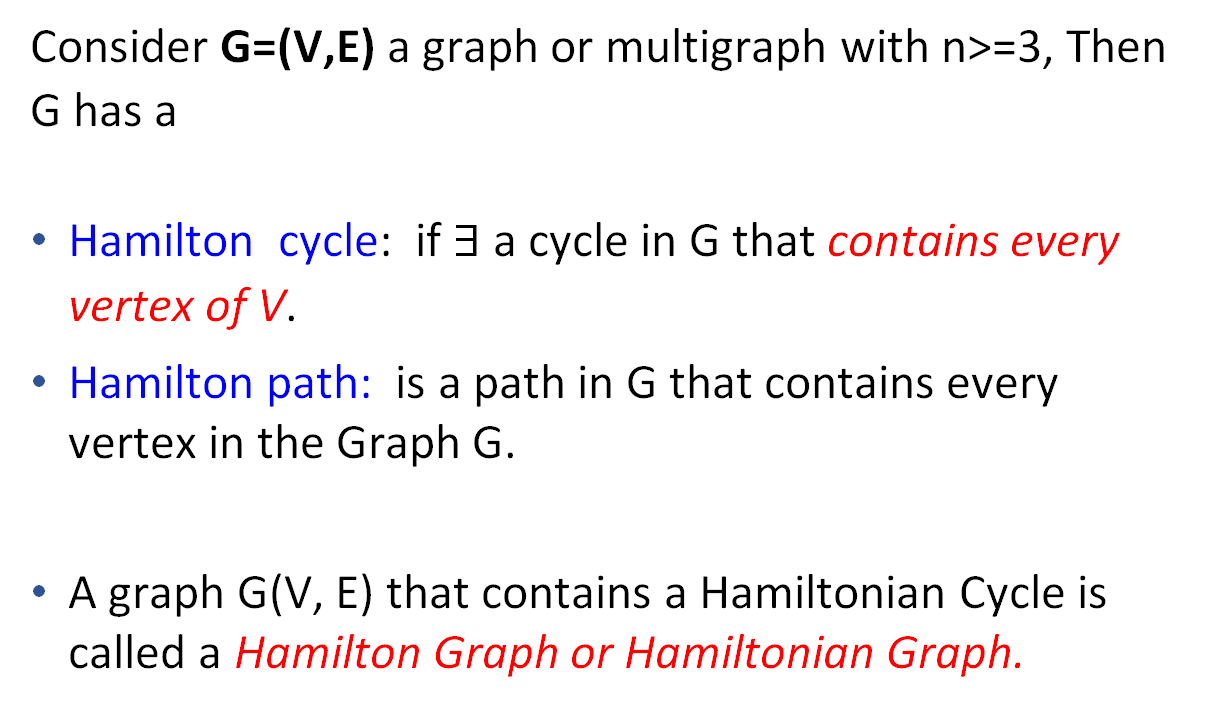 Consider G=(V,E) a graph or multigraph with n>=3, Then
G has a
• Hamilton cycle: if ∃ a cycle in G that contains every
vertex of V.
• Hamilton path: is a path in G that contains every
vertex in the Graph G.
• A graph G(V, E) that contains a Hamiltonian Cycle is
called a Hamilton Graph or Hamiltonian Graph.